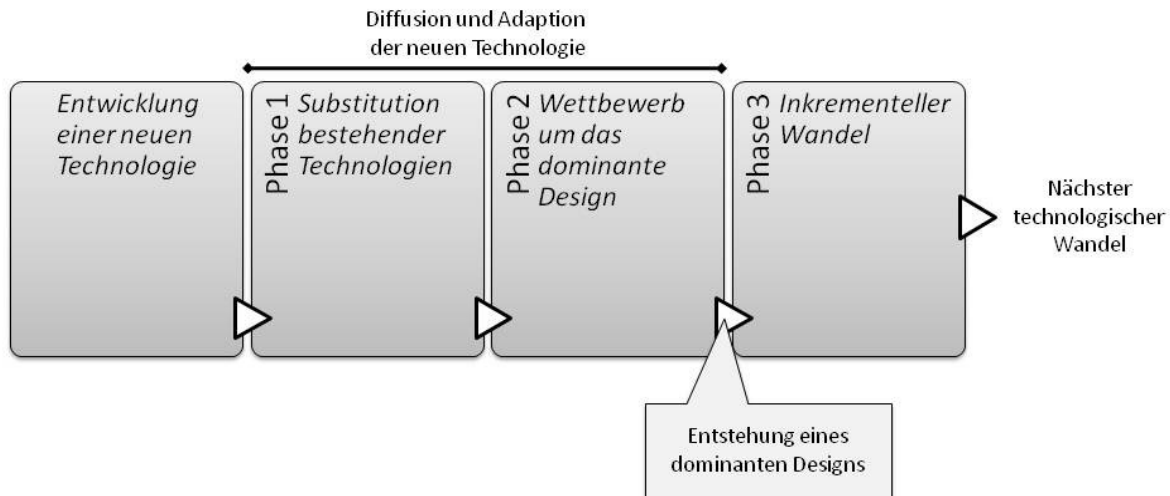 Diffusion und Adaption
der neuen Technologie
Entwicklung
einer neuen
Technologie
Phase 1
Substitution
bestehender
Technologien
Phase 2
Wettbewerb
um das
dominante
Design
Phase 3
Inkrementeller
Wandel
Nächster
technologischer
Wandel
Entstehung eines
dominanten Designs